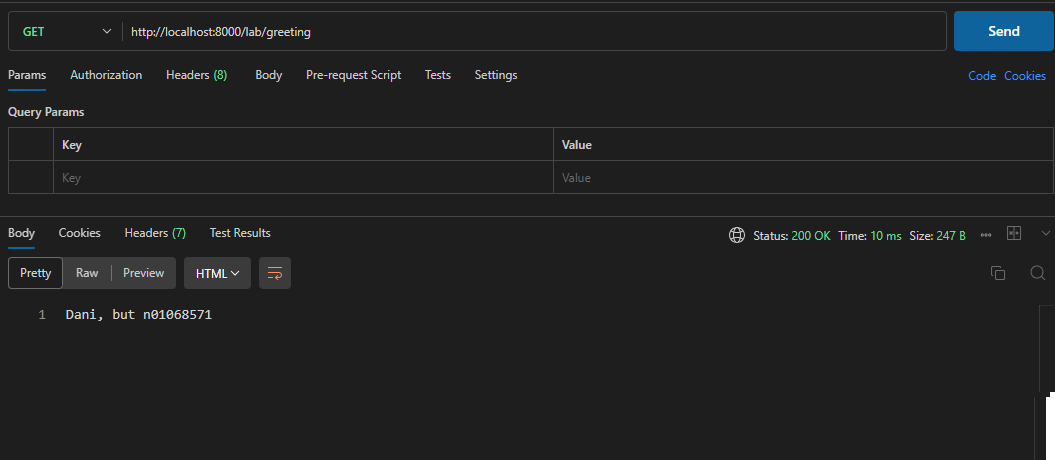 GET http://localhost:8000/lab/greeting Send
Params Authorization Headers (8) Body Pre-request Script Tests Settings Code Cookies
Query Params
Key Value
Key Value
Body Cookies Headers (7) Test Results Status: 200 OK Time: 10 ms Size: 247 B
Pretty Raw Preview HTML
1 Dani, but n01068571